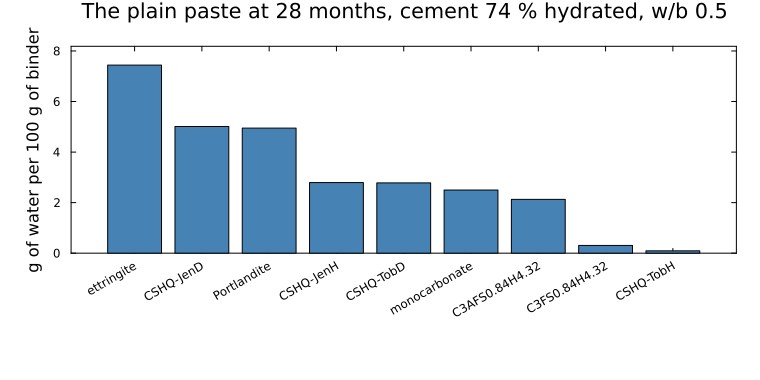 The plain paste at 28 months, cement 74 % hydrated, w/b 0.5
g of water per 100 g of binder
8
6
4
2
0
ettringite
CSHQ-JenD
Portlandite
CSHQ-JenH
CSHQ-TobD
monocarbonate
C3AFS0.84H4.32
C3FS0.84H4.32
CSHQ-TobH